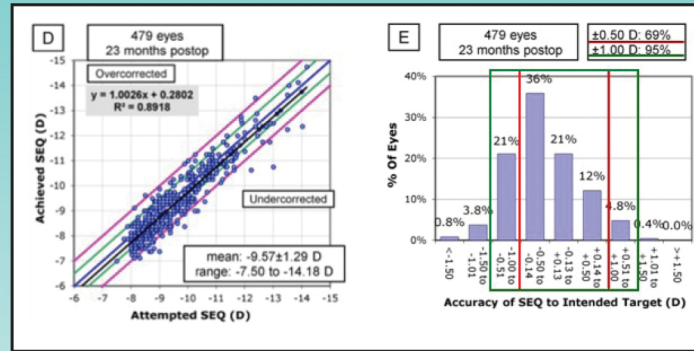 D
479 eyes
23 months postop
-15
-14
-13
-12
-11
-10
-9
-8
-7
-6
Achieved SEQ (D)
Overcorrected
y = 1.0026x + 0.2802
R² = 0.8918
Undercorrected
mean: -9.57±1.29 D
range: -7.50 to -14.18 D
-6 -7 -8 -9 -10 -11 -12 -13 -14 -15
Attempted SEQ (D)
E
479 eyes
23 months postop
±0.50 D: 69%
±1.00 D: 95%
40%
30%
20%
10%
0%
% Of Eyes
0.8%
3.8%
21%
36%
21%
12%
4.8%
0.4%
0.0%
<-1.50
-1.50 to
-1.01
-1.00 to
-0.51
-0.50 to
-0.14
-0.13 to
+0.13
+0.14 to
+0.50
+0.51 to
+1.00
+1.01 to
+1.50
>+1.50
Accuracy of SEQ to Intended Target (D)